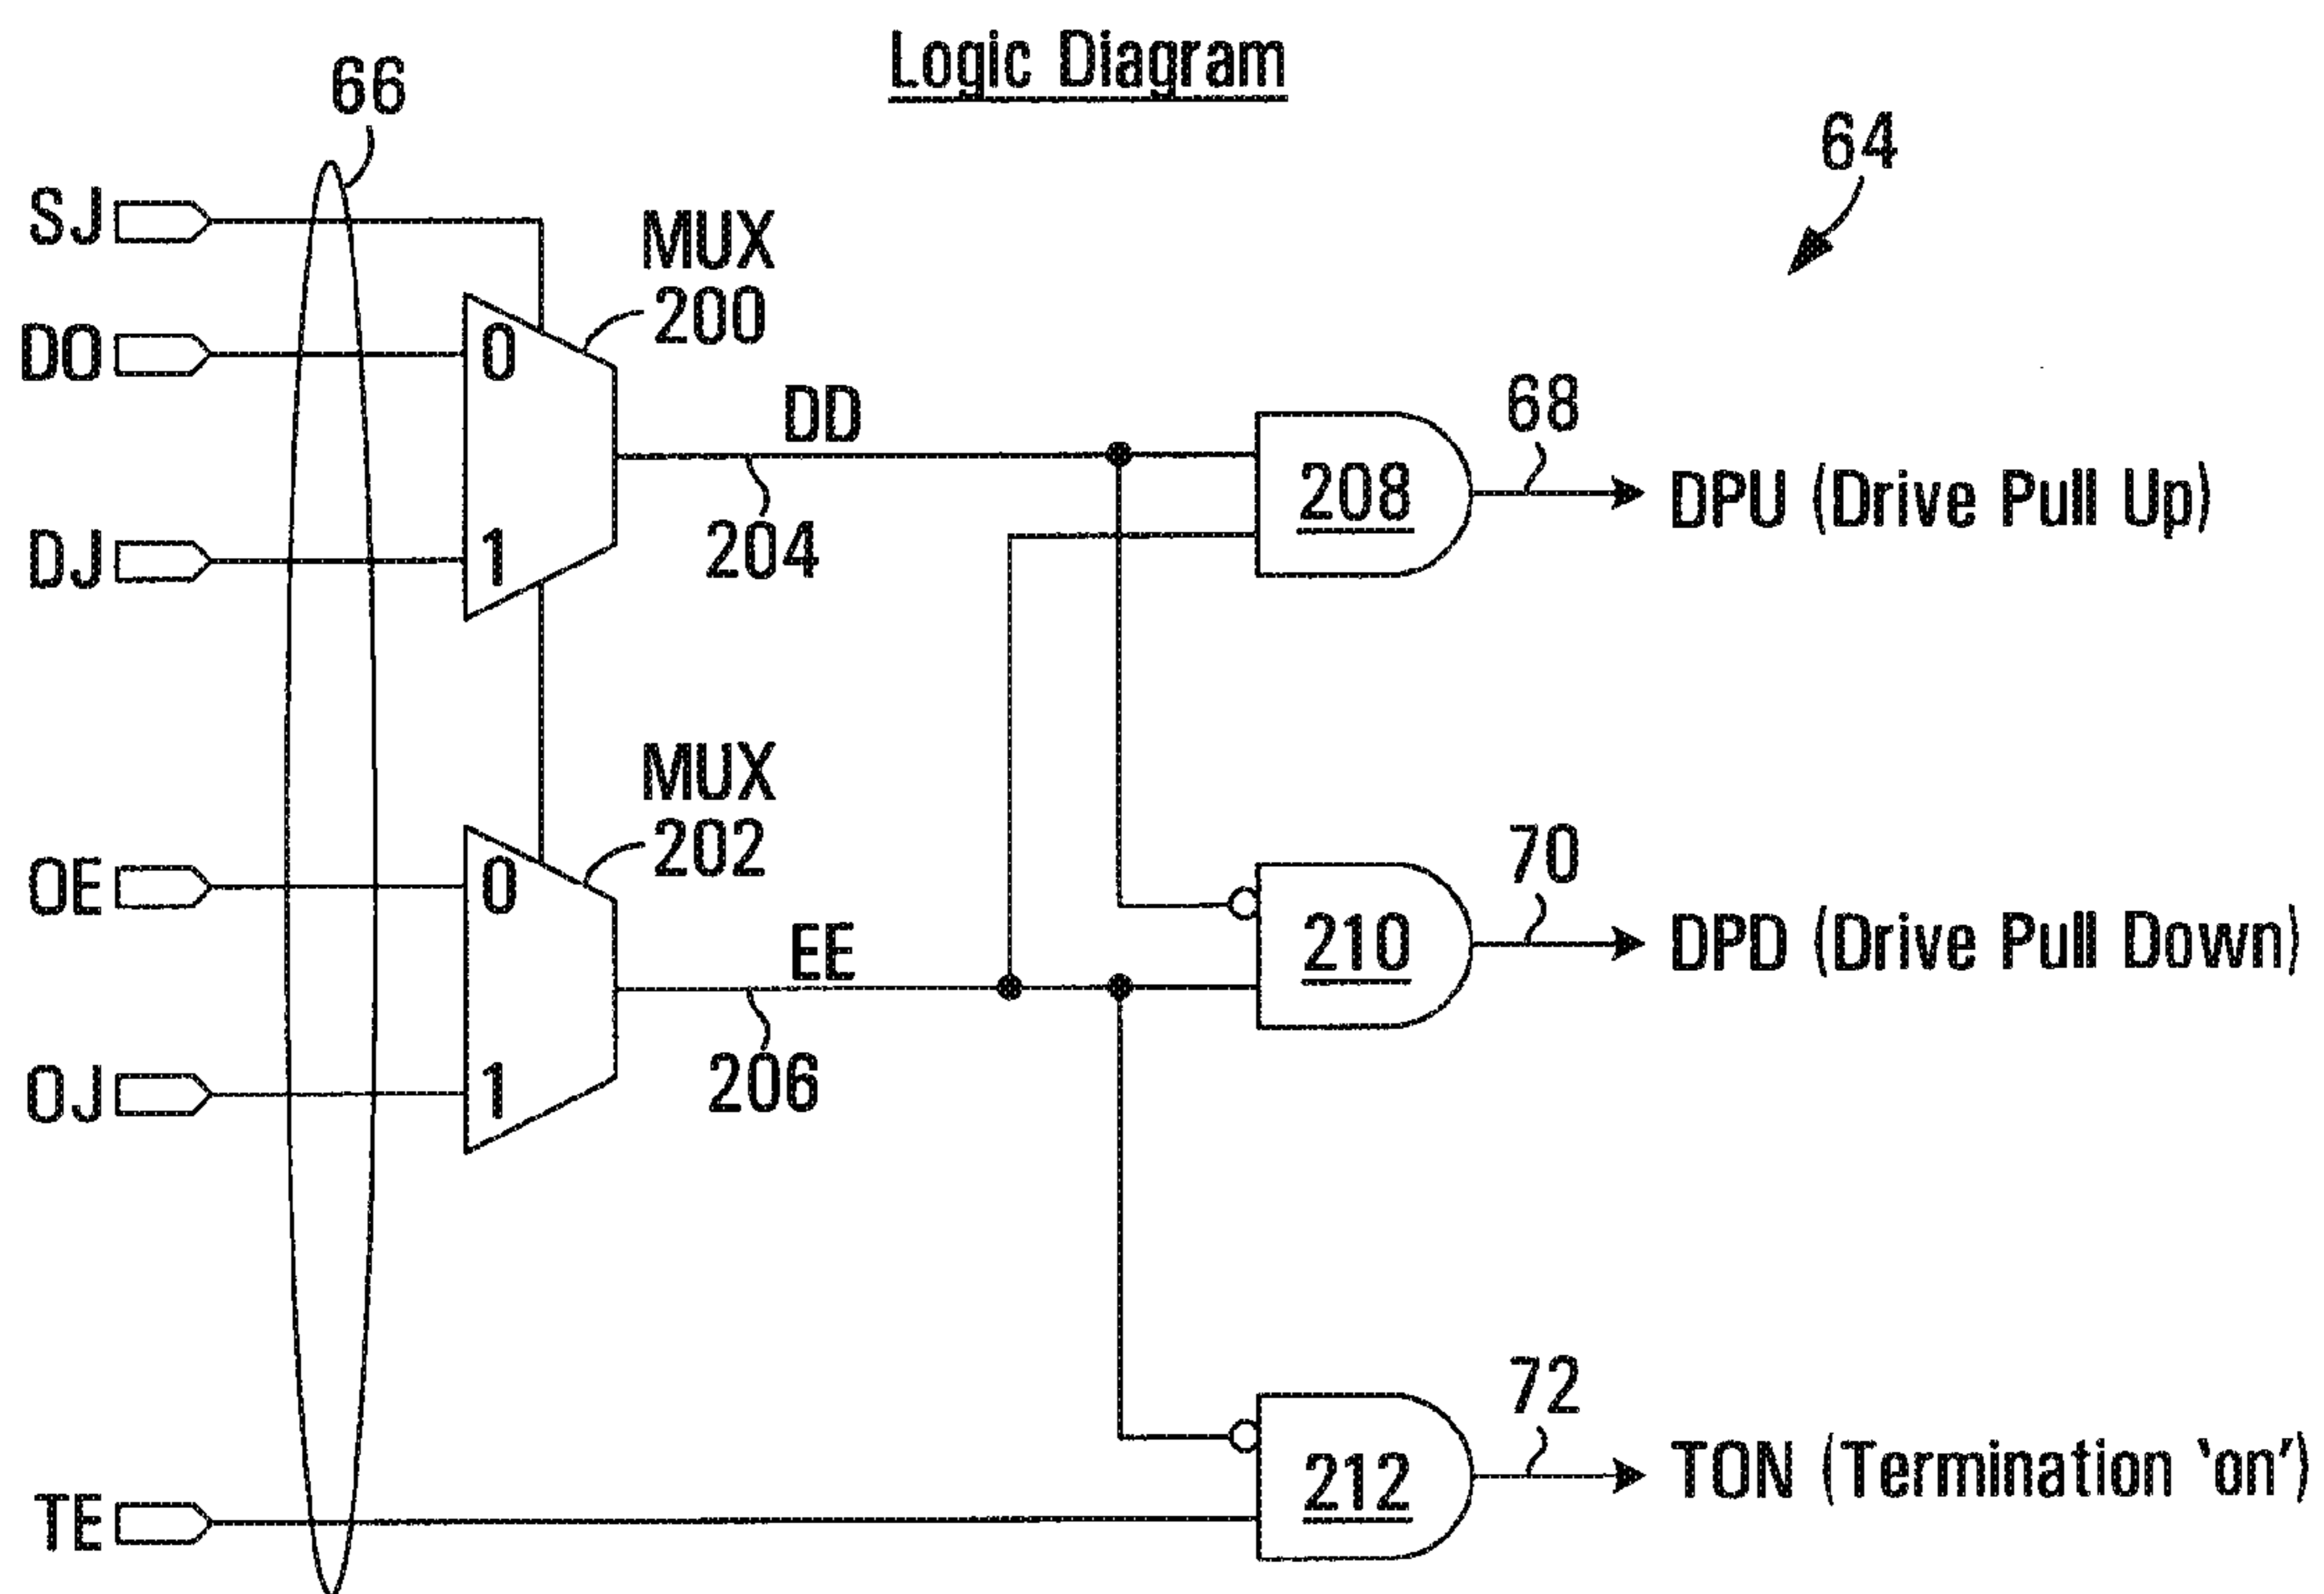 Logic Diagram
66
64
SJ
MUX
200
DO
0
DD
68
208
DPU (Drive Pull Up)
204
DJ
1
MUX
202
OE
0
EE
70
210
DPD (Drive Pull Down)
206
OJ
1
72
212
TON (Termination ‘on’)
TE